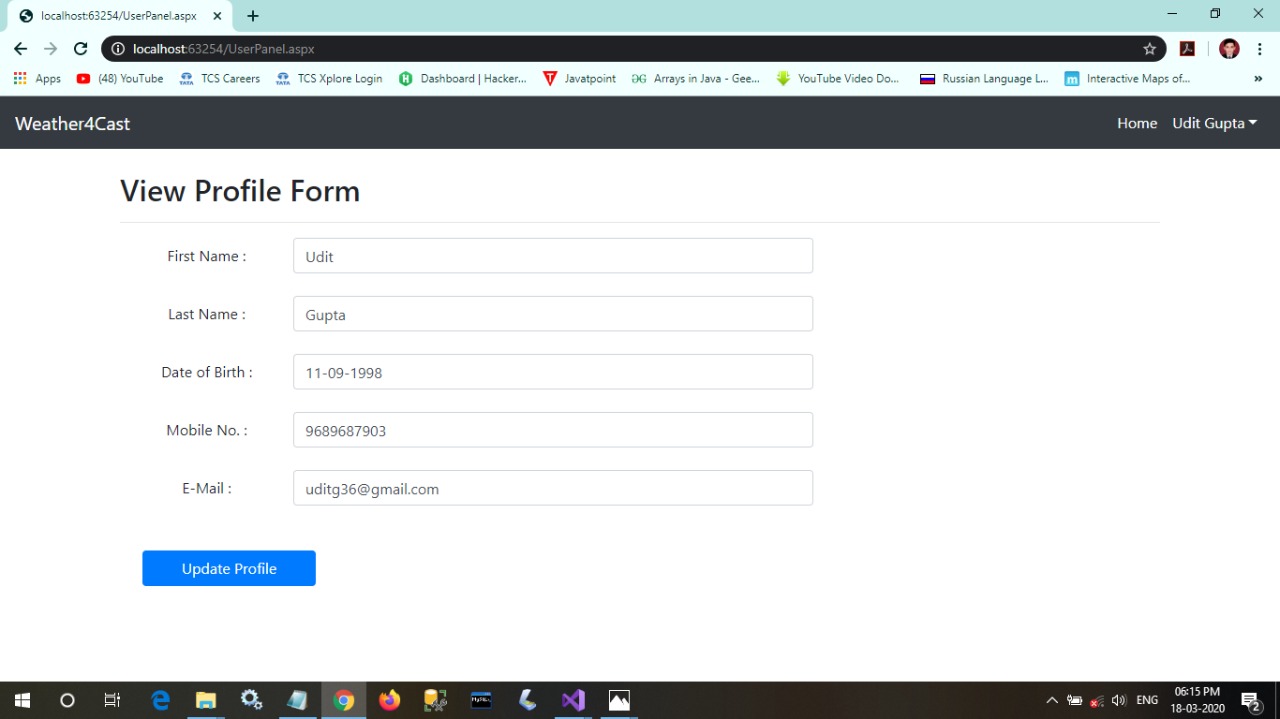 localhost:63254/UserPanel.aspx
localhost:63254/UserPanel.aspx
Apps (48) YouTube TCS Careers TCS Xplore Login Dashboard | Hacker... Javatpoint Arrays in Java - Gee... YouTube Video Do... Russian Language L... Interactive Maps of... »
Weather4Cast Home Udit Gupta
View Profile Form
First Name : Udit
Last Name : Gupta
Date of Birth : 11-09-1998
Mobile No. : 9689687903
E-Mail : uditg36@gmail.com
Update Profile
06:15 PM
ENG
18-03-2020
2